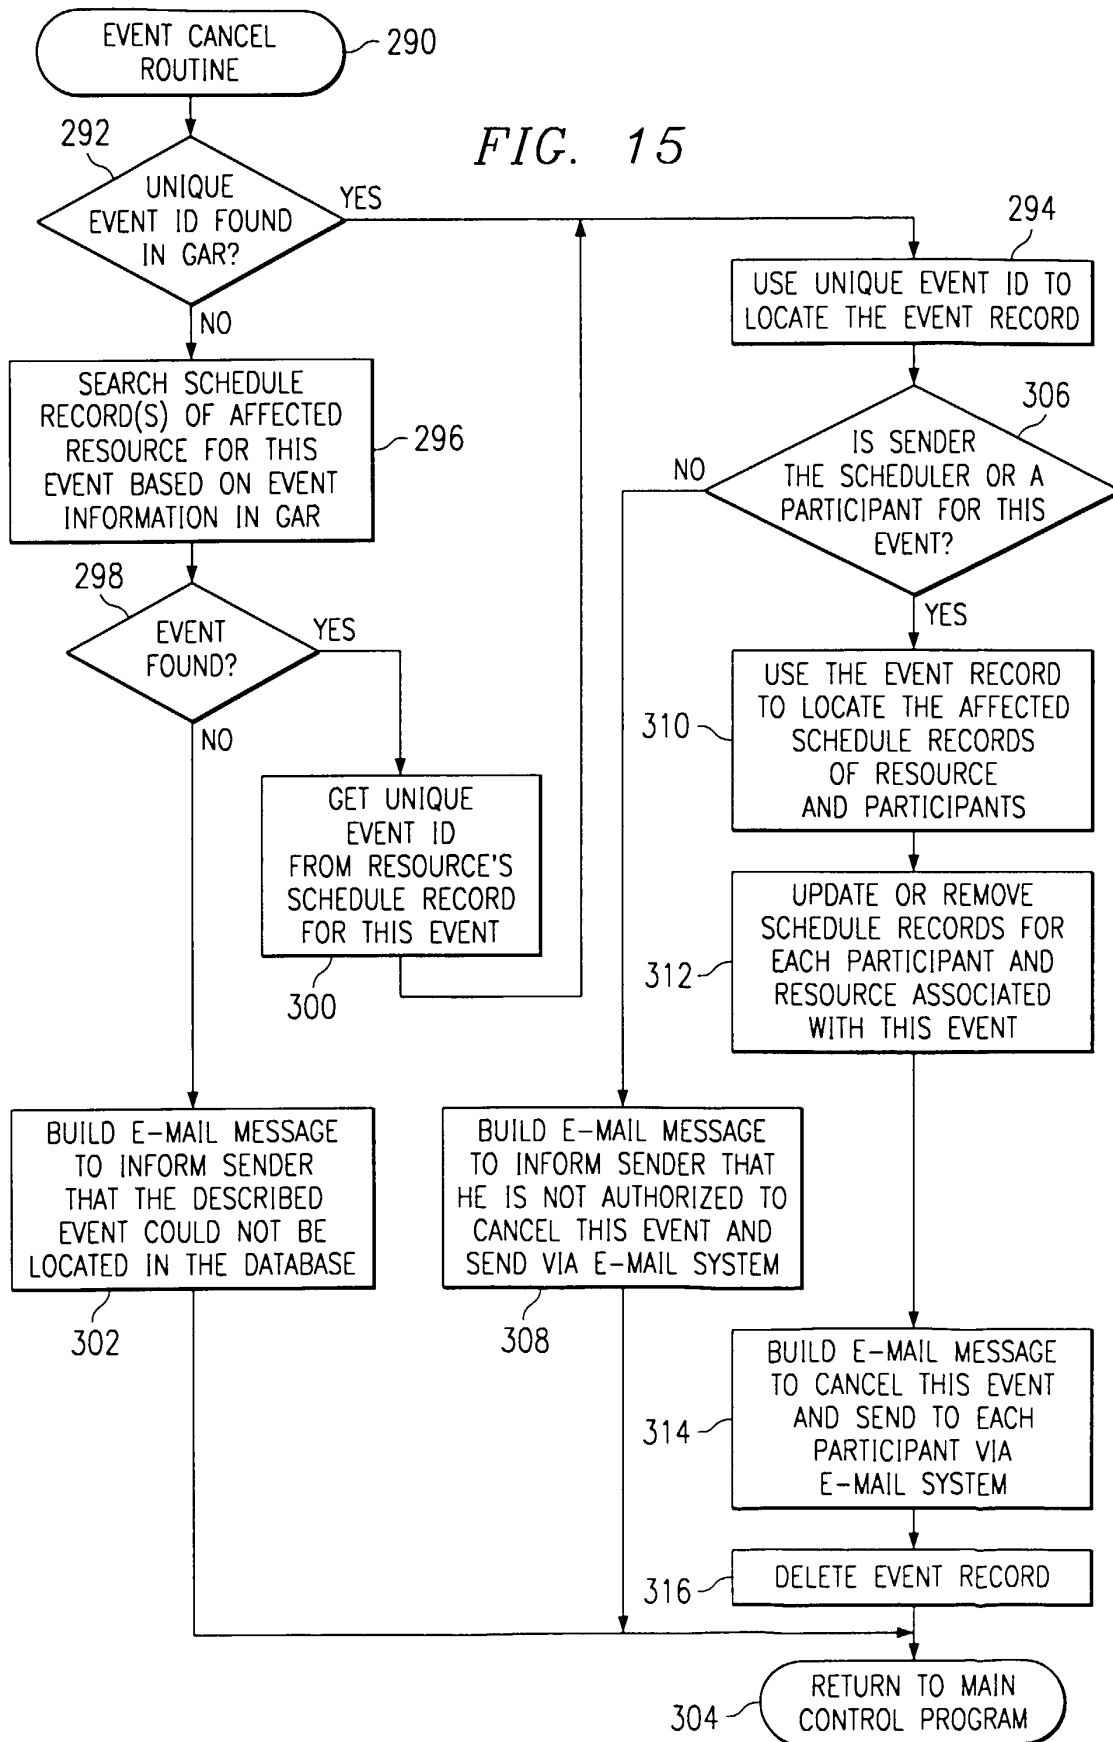 EVENT CANCEL
ROUTINE
290
FIG. 15
292
UNIQUE
EVENT ID FOUND
IN GAR?
YES
NO
294
USE UNIQUE EVENT ID TO
LOCATE THE EVENT RECORD
SEARCH SCHEDULE
RECORD(S) OF AFFECTED
RESOURCE FOR THIS
EVENT BASED ON EVENT
INFORMATION IN GAR
296
306
IS SENDER
THE SCHEDULER OR A
PARTICIPANT FOR THIS
EVENT?
NO
YES
298
EVENT
FOUND?
YES
NO
GET UNIQUE
EVENT ID
FROM RESOURCE'S
SCHEDULE RECORD
FOR THIS EVENT
300
310
USE THE EVENT RECORD
TO LOCATE THE AFFECTED
SCHEDULE RECORDS
OF RESOURCE
AND PARTICIPANTS
312
UPDATE OR REMOVE
SCHEDULE RECORDS FOR
EACH PARTICIPANT AND
RESOURCE ASSOCIATED
WITH THIS EVENT
BUILD E-MAIL MESSAGE
TO INFORM SENDER
THAT THE DESCRIBED
EVENT COULD NOT BE
LOCATED IN THE DATABASE
302
BUILD E-MAIL MESSAGE
TO INFORM SENDER THAT
HE IS NOT AUTHORIZED TO
CANCEL THIS EVENT AND
SEND VIA E-MAIL SYSTEM
308
314
BUILD E-MAIL MESSAGE
TO CANCEL THIS EVENT
AND SEND TO EACH
PARTICIPANT VIA
E-MAIL SYSTEM
316
DELETE EVENT RECORD
304
RETURN TO MAIN
CONTROL PROGRAM